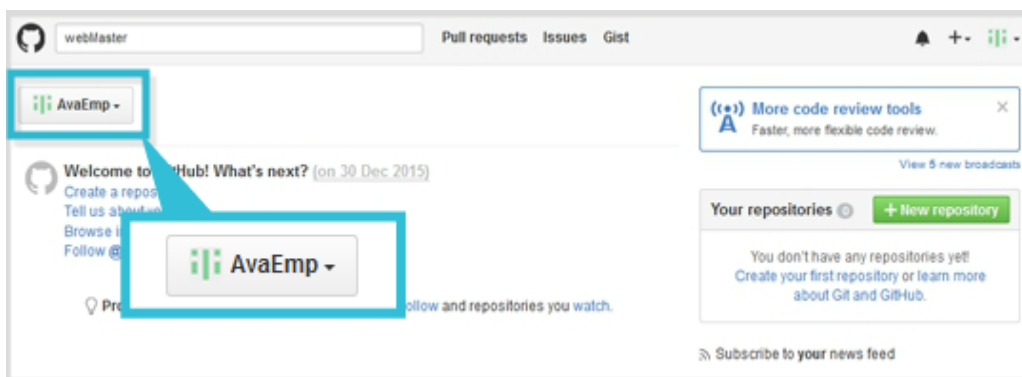 webMaster
Pull requests Issues Gist
AvaEmp
Welcome to GitHub! What's next? (on 30 Dec 2015)
Create a repos
Tell us about
Browse
Follow @
AvaEmp
Pro
ollow and repositories you watch.
More code review tools
Faster, more flexible code review.
View 5 new broadcasts
Your repositories 0
+ New repository
You don't have any repositories yet!
Create your first repository or learn more
about Git and GitHub.
Subscribe to your news feed